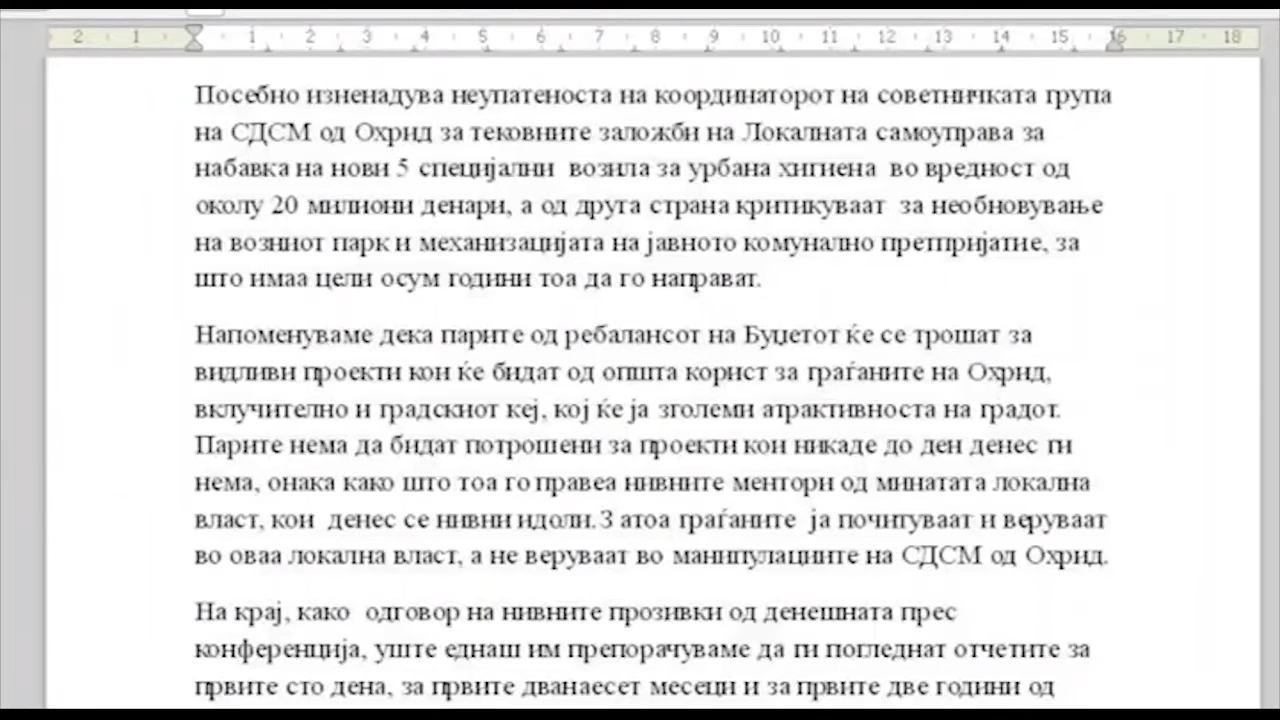 2 1 1 2 3 4 5 6 7 8 9 10 11 12 13 14 15 16 17 18
Посебно изненадува неупатеноста на координаторот на советничката група
на СДСМ од Охрид за тековните заложби на Локалната самоуправа за
набавка на нови 5 специјални возила за урбана хигиена во вредност од
околу 20 милиони денари, а од друга страна критикуваат за необновување
на возниот парк и механизацијата на јавното комунално претпријатие, за
што имаа цели осум години тоа да го направат.
Напоменуваме дека парите од ребалансот на Буџетот ќе се трошат за
видливи проекти кои ќе бидат од општа корист за граѓаните на Охрид,
вклучително и градскиот кеј, кој ќе ја зголеми атрактивноста на градот.
Парите нема да бидат потрошени за проекти кои никаде до ден денес ги
нема, онака како што тоа го правеа нивните ментори од минатата локална
власт, кои денес се нивни идоли.З атоа граѓаните ја почитуваат и веруваат
во оваа локална власт, а не веруваат во манипулациите на СДСМ од Охрид.
На крај, како одговор на нивните прозивки од денешната прес
конференција, уште еднаш им препорачуваме да ги погледнат отчетите за
првите сто дена, за првите дванаесет месеци и за првите две години од